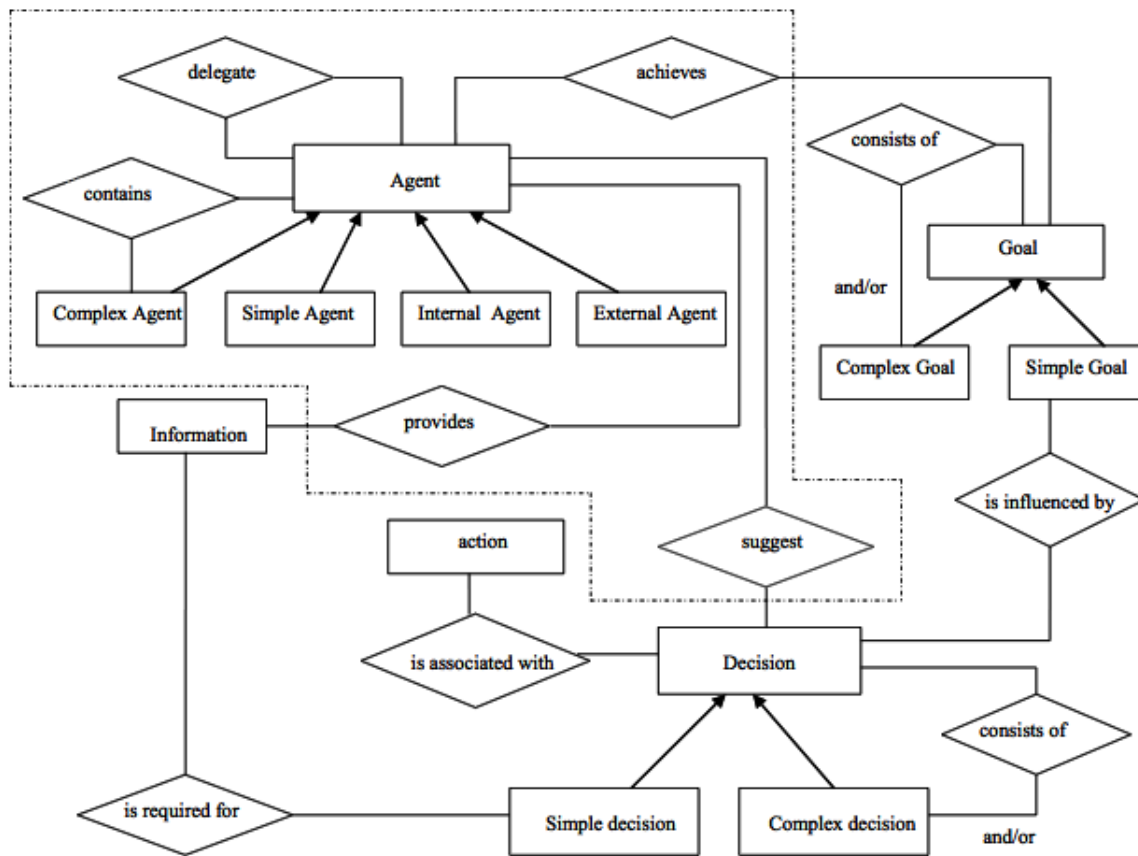 delegate
achieves
consists of
Agent
contains
Goal
and/or
Complex Agent
Simple Agent
Internal Agent
External Agent
Complex Goal
Simple Goal
Information
provides
is influenced by
action
suggest
is associated with
Decision
consists of
is required for
Simple decision
Complex decision
and/or